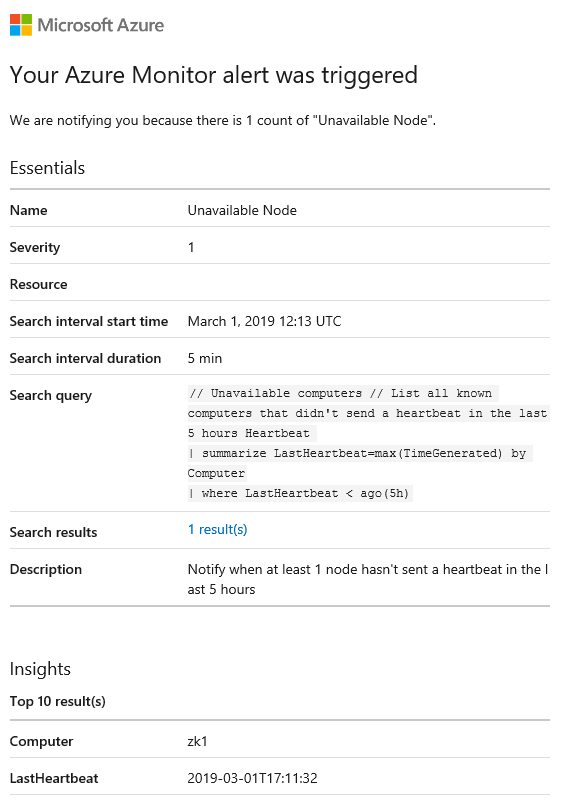 Microsoft Azure
Your Azure Monitor alert was triggered
We are notifying you because there is 1 count of "Unavailable Node".
Essentials
Name Unavailable Node
Severity 1
Resource
Search interval start time March 1, 2019 12:13 UTC
Search interval duration 5 min
Search query // Unavailable computers // List all known
computers that didn't send a heartbeat in the last
5 hours Heartbeat
| summarize LastHeartbeat=max(TimeGenerated) by
Computer
| where LastHeartbeat < ago(5h)
Search results 1 result(s)
Description Notify when at least 1 node hasn't sent a heartbeat in the l
ast 5 hours
Insights
Top 10 result(s)
Computer zk1
LastHeartbeat 2019-03-01T17:11:32